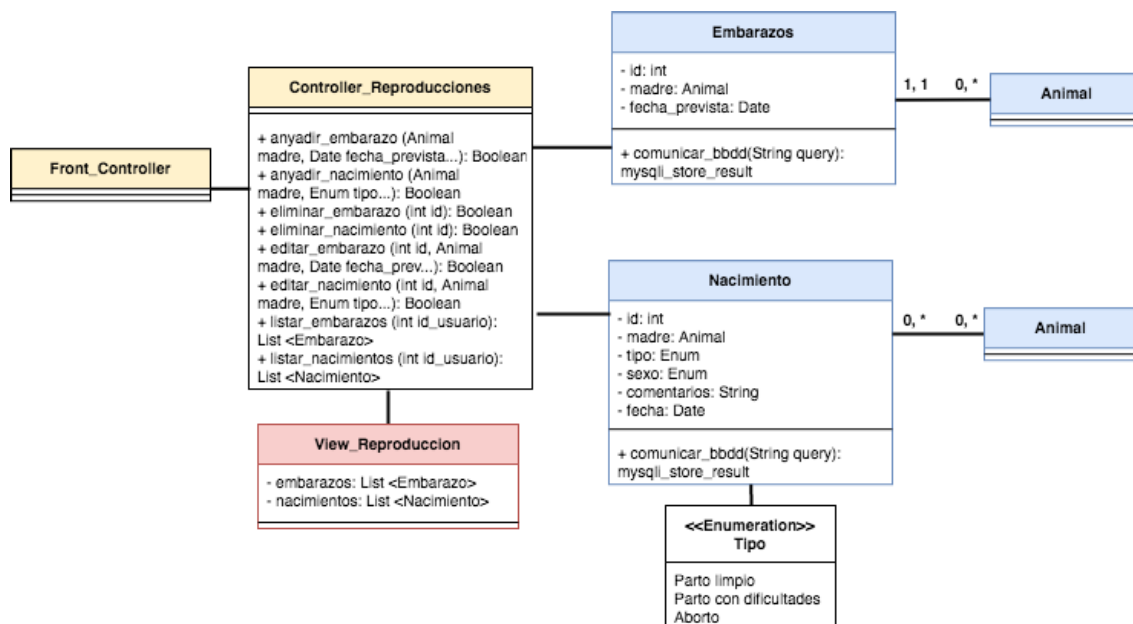 Front_Controller
Controller_Reproducciones
+ anyadir_embarazo (Animal
madre, Date fecha_prevista...): Boolean
+ anyadir_nacimiento (Animal
madre, Enum tipo...): Boolean
+ eliminar_embarazo (int id): Boolean
+ eliminar_nacimiento (int id): Boolean
+ editar_embarazo (int id, Animal
madre, Date fecha_prev...): Boolean
+ editar_nacimiento (int id, Animal
madre, Enum tipo...): Boolean
+ listar_embarazos (int id_usuario):
List <Embarazo>
+ listar_nacimientos (int id_usuario):
List <Nacimiento>
View_Reproduccion
- embarazos: List <Embarazo>
- nacimientos: List <Nacimiento>
Embarazos
- id: int
- madre: Animal
- fecha_prevista: Date
+ comunicar_bbdd(String query):
mysqli_store_result
1, 1 0, *
Animal
Nacimiento
- id: int
- madre: Animal
- tipo: Enum
- sexo: Enum
- comentarios: String
- fecha: Date
+ comunicar_bbdd(String query):
mysqli_store_result
0, * 0, *
Animal
<<Enumeration>>
Tipo
Parto limpio
Parto con dificultades
Aborto